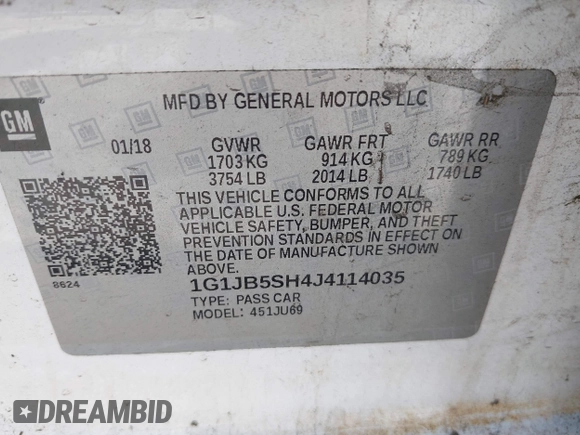 GM
MFD BY GENERAL MOTORS LLC
01/18 GVWR GAWR FRT GAWR RR
1703 KG 914 KG 789 KG
3754 LB 2014 LB 1740 LB
THIS VEHICLE CONFORMS TO ALL
APPLICABLE U.S. FEDERAL MOTOR
VEHICLE SAFETY, BUMPER, AND THEFT
PREVENTION STANDARDS IN EFFECT ON
THE DATE OF MANUFACTURE SHOWN
ABOVE.
8624
1G1JB5SH4J4114035
TYPE: PASS CAR
MODEL: 451JU69
DREAMBID